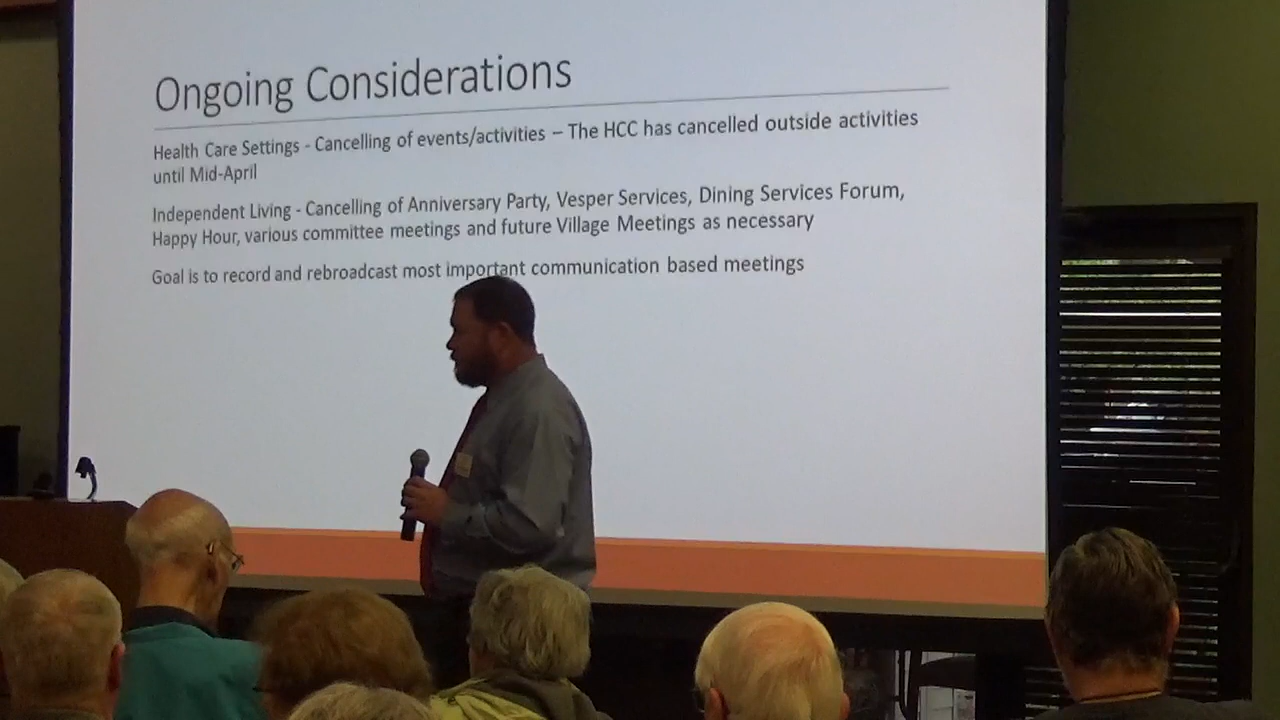 Ongoing Considerations
Health Care Settings - Cancelling of events/activities – The HCC has cancelled outside activities
until Mid-April
Independent Living - Cancelling of Anniversary Party, Vesper Services, Dining Services Forum,
Happy Hour, various committee meetings and future Village Meetings as necessary
Goal is to record and rebroadcast most important communication based meetings